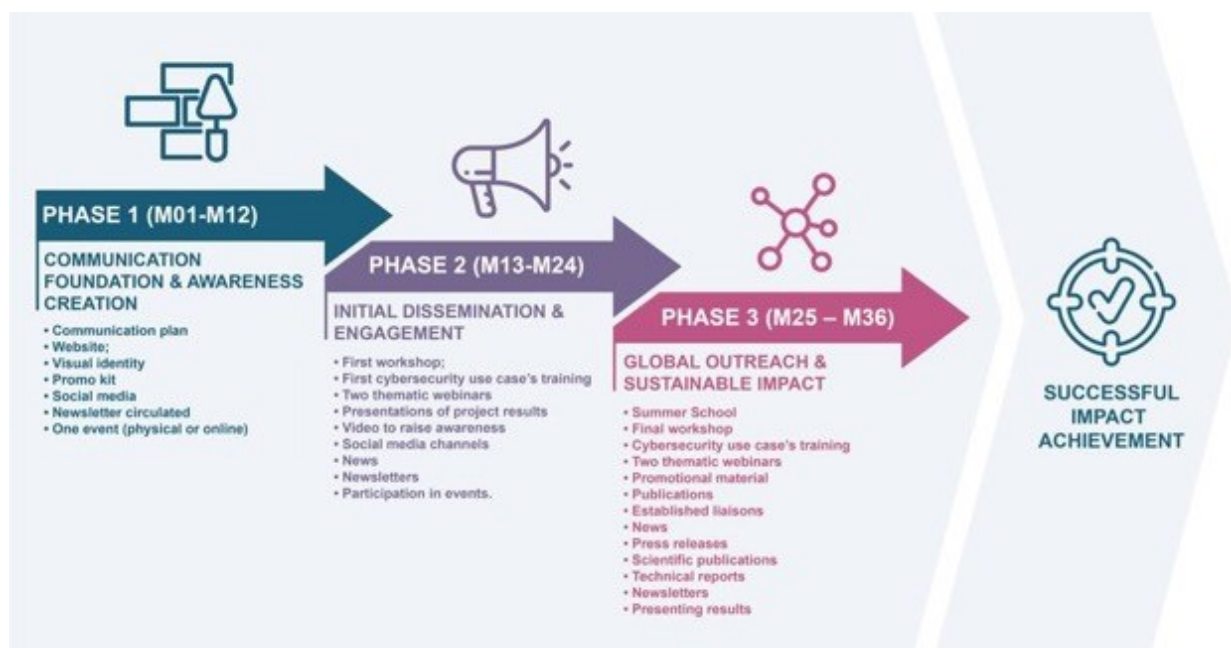 PHASE 1 (M01-M12)
COMMUNICATION
FOUNDATION & AWARENESS
CREATION
• Communication plan
• Website;
• Visual identity
• Promo kit
• Social media
• Newsletter circulated
• One event (physical or online)
PHASE 2 (M13-M24)
INITIAL DISSEMINATION &
ENGAGEMENT
• First workshop;
• First cybersecurity use case's training
• Two thematic webinars
• Presentations of project results
• Video to raise awareness
• Social media channels
• News
• Newsletters
• Participation in events.
PHASE 3 (M25 – M36)
GLOBAL OUTREACH &
SUSTAINABLE IMPACT
• Summer School
• Final workshop
• Cybersecurity use case's training
• Two thematic webinars
• Promotional material
• Publications
• Established liaisons
• News
• Press releases
• Scientific publications
• Technical reports
• Newsletters
• Presenting results
SUCCESSFUL
IMPACT
ACHIEVEMENT